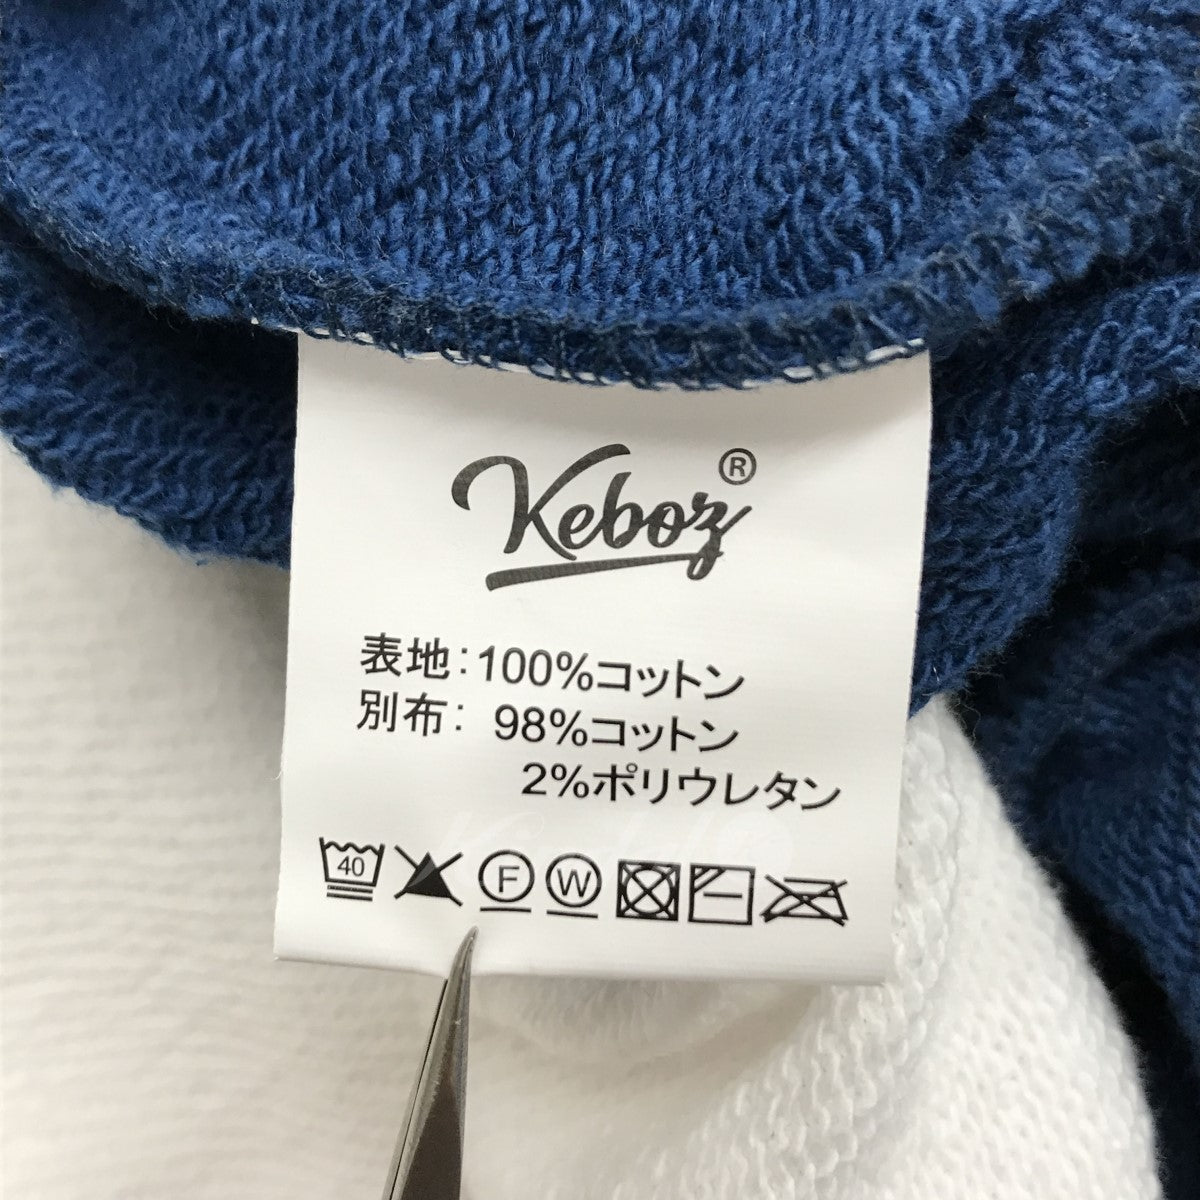 Keboz®
表地：100%コットン
別布： 98%コットン
2%ポリウレタン
40 F W